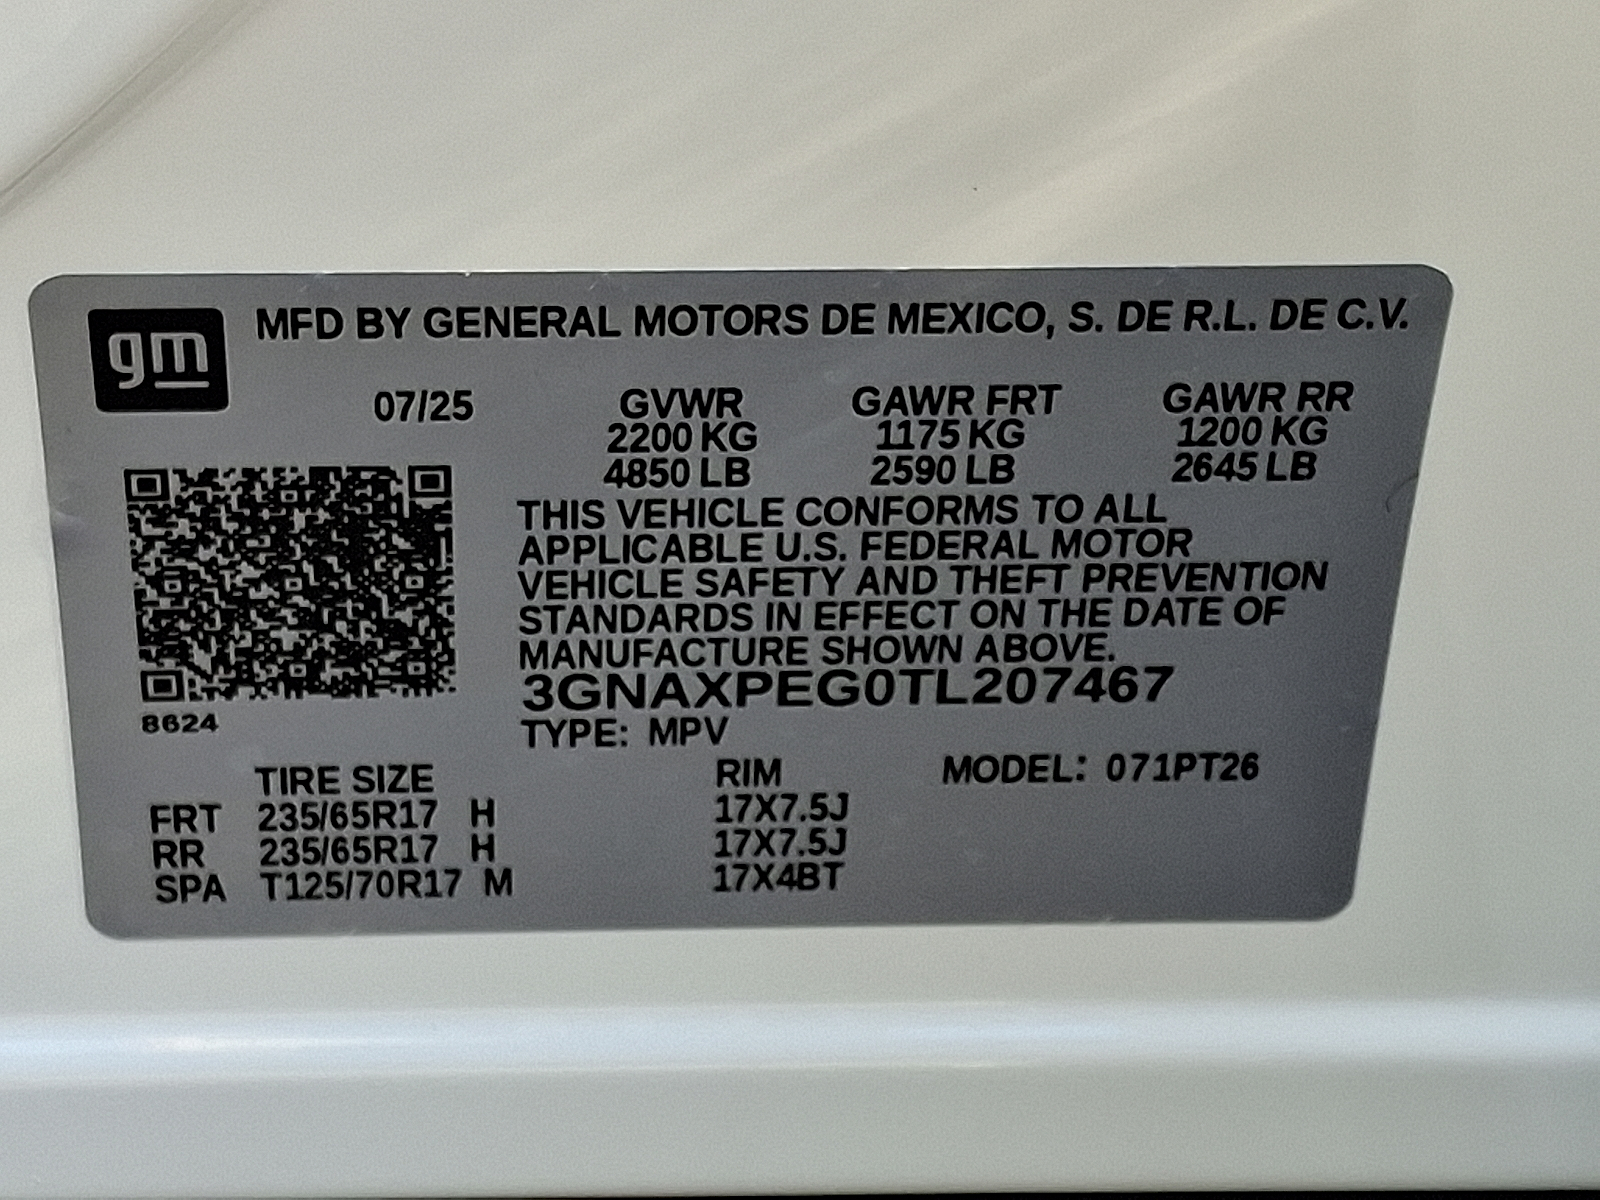 gm MFD BY GENERAL MOTORS DE MEXICO, S. DE R.L. DE C.V.
07/25 GVWR GAWR FRT GAWR RR
2200 KG 1175 KG 1200 KG
4850 LB 2590 LB 2645 LB
THIS VEHICLE CONFORMS TO ALL
APPLICABLE U.S. FEDERAL MOTOR
VEHICLE SAFETY AND THEFT PREVENTION
STANDARDS IN EFFECT ON THE DATE OF
MANUFACTURE SHOWN ABOVE.
3GNAXPEG0TL207467
8624 TYPE: MPV
TIRE SIZE RIM MODEL: 071PT26
FRT 235/65R17 H 17X7.5J
RR 235/65R17 H 17X7.5J
SPA T125/70R17 M 17X4BT